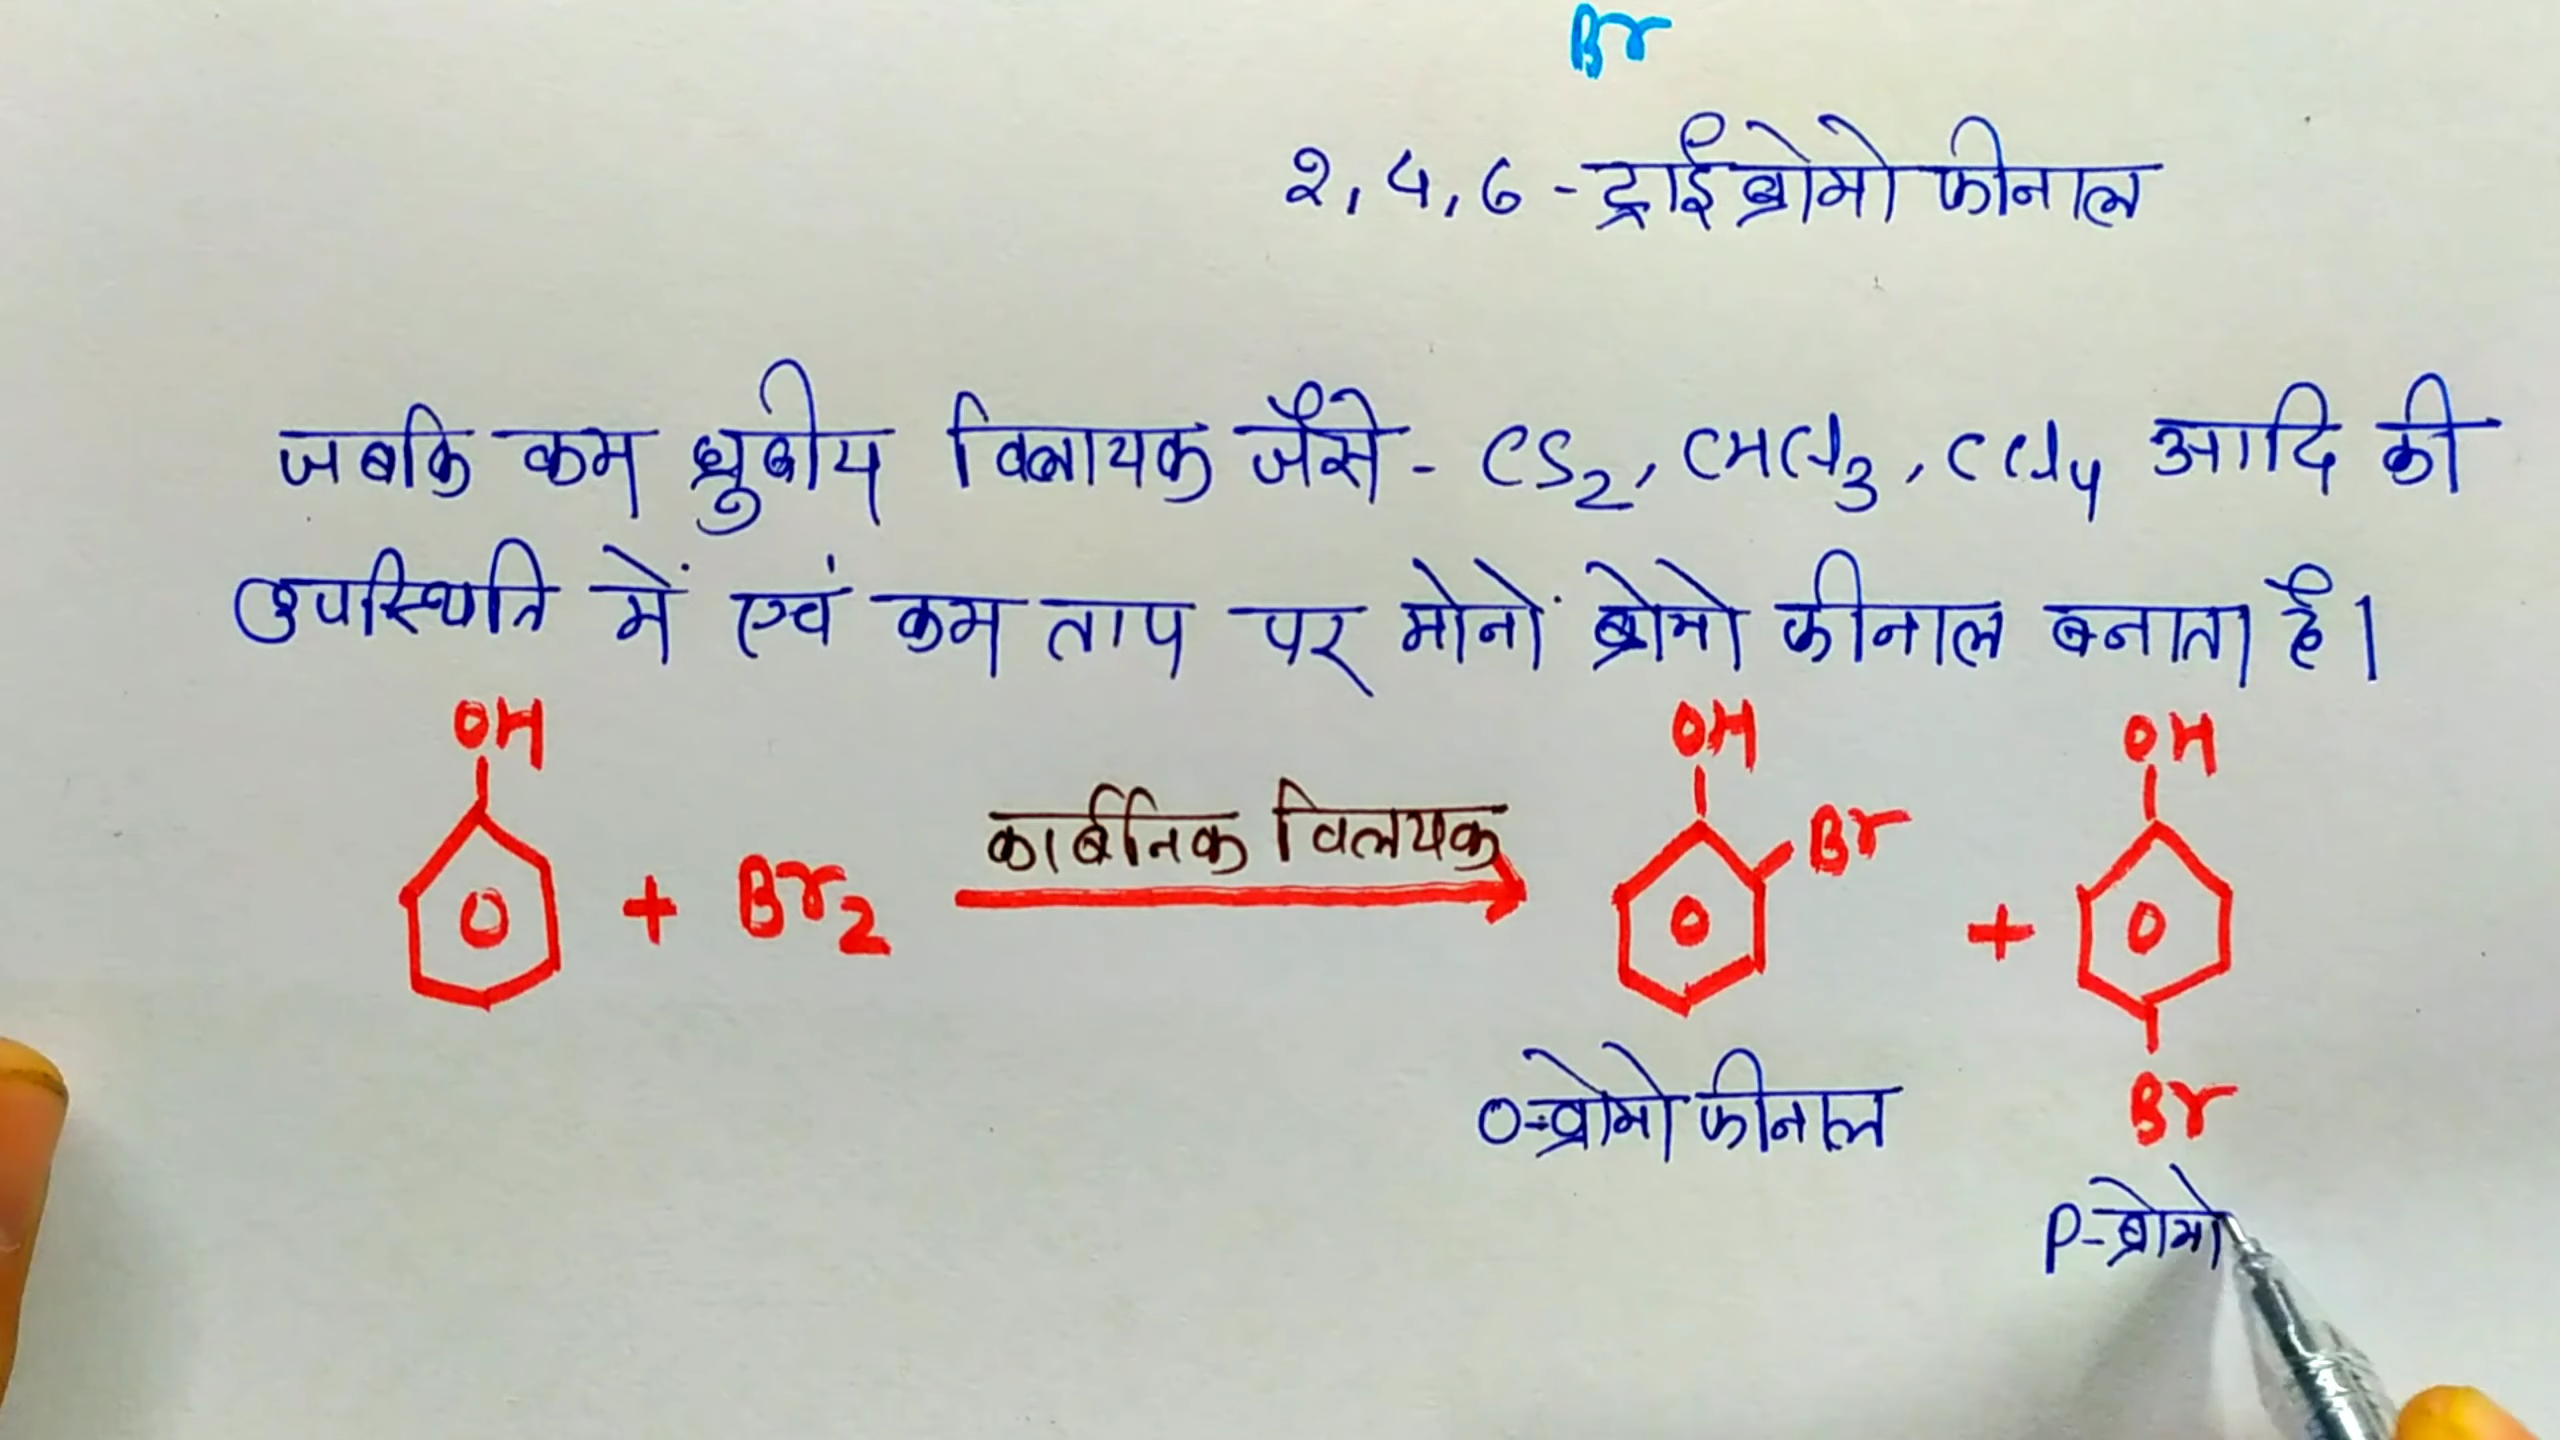 Br
2,4,6-ट्राईब्रोमो फीनाल
जबकि कम ध्रुवीय विलायक जैसे - CS2, CHCl3, CCl4 आदि की
उपस्थिति में एवं कम ताप पर मोनों ब्रोमो फीनाल बनाता है।
OH OH OH
कार्बनिक विलयक Br
+ Br2 +
O-ब्रोमो फीनाल Br
P-ब्रोमो